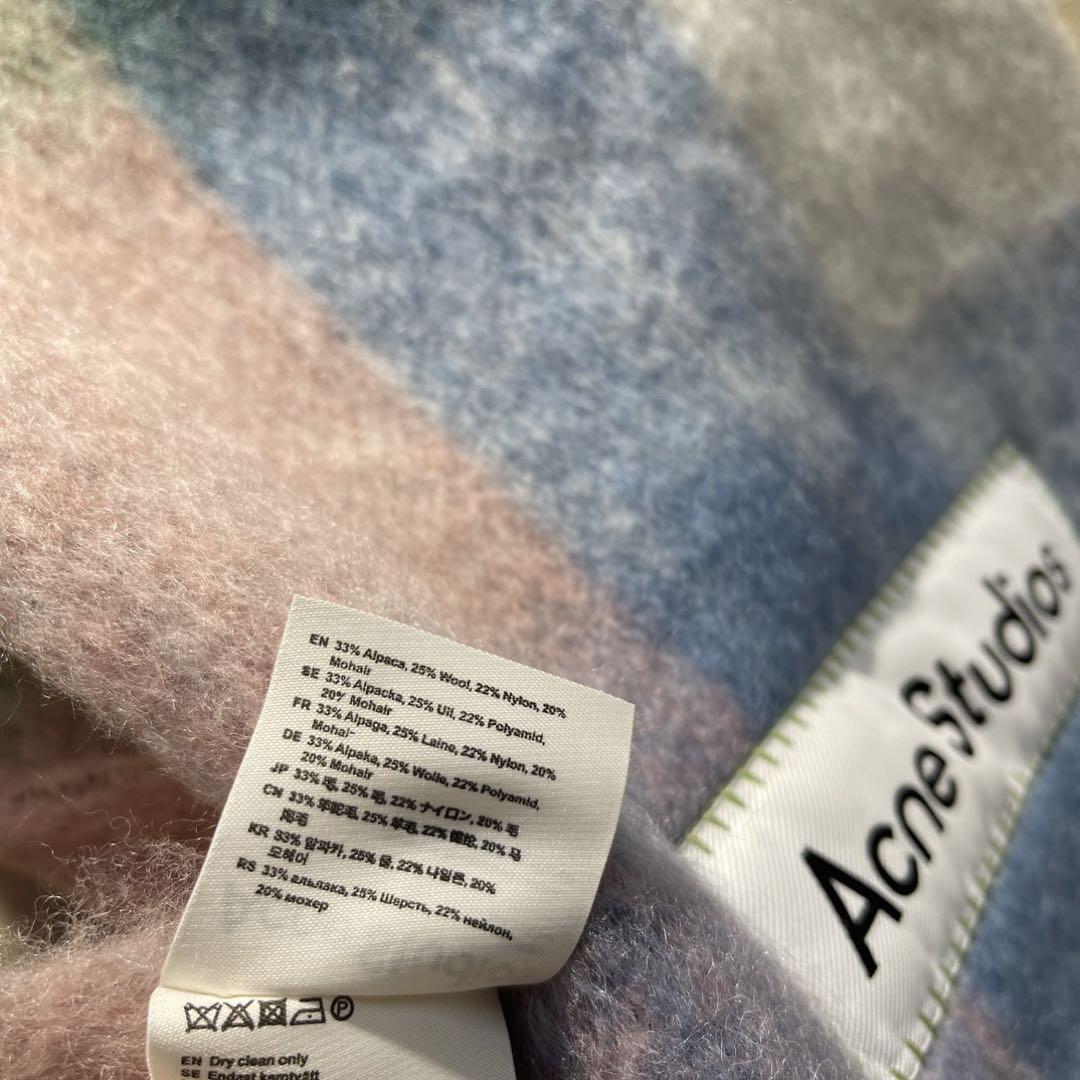 EN 33% Alpaca, 25% Wool, 22% Nylon, 20%
Mohair
SE 33% Alpacka, 25% Ull, 22% Polyamid,
20% Mohair
FR 33% Alpaga, 25% Laine, 22% Nylon, 20%
Mohair
DE 33% Alpaka, 25% Wolle, 22% Polyamid,
20% Mohair
JP 33% 毛, 25% 毛, 22% ナイロン, 20% 毛
CN 33% 羊驼毛, 25% 羊毛, 22% 锦纶, 20% 马
海毛
KR 33% 알파카, 25% 울, 22% 나일론, 20%
모헤어
RS 33% альпака, 25% Шерсть, 22% нейлон,
20% мохер
Acne Studios
P
EN Dry clean only
SE Endast kemtvätt